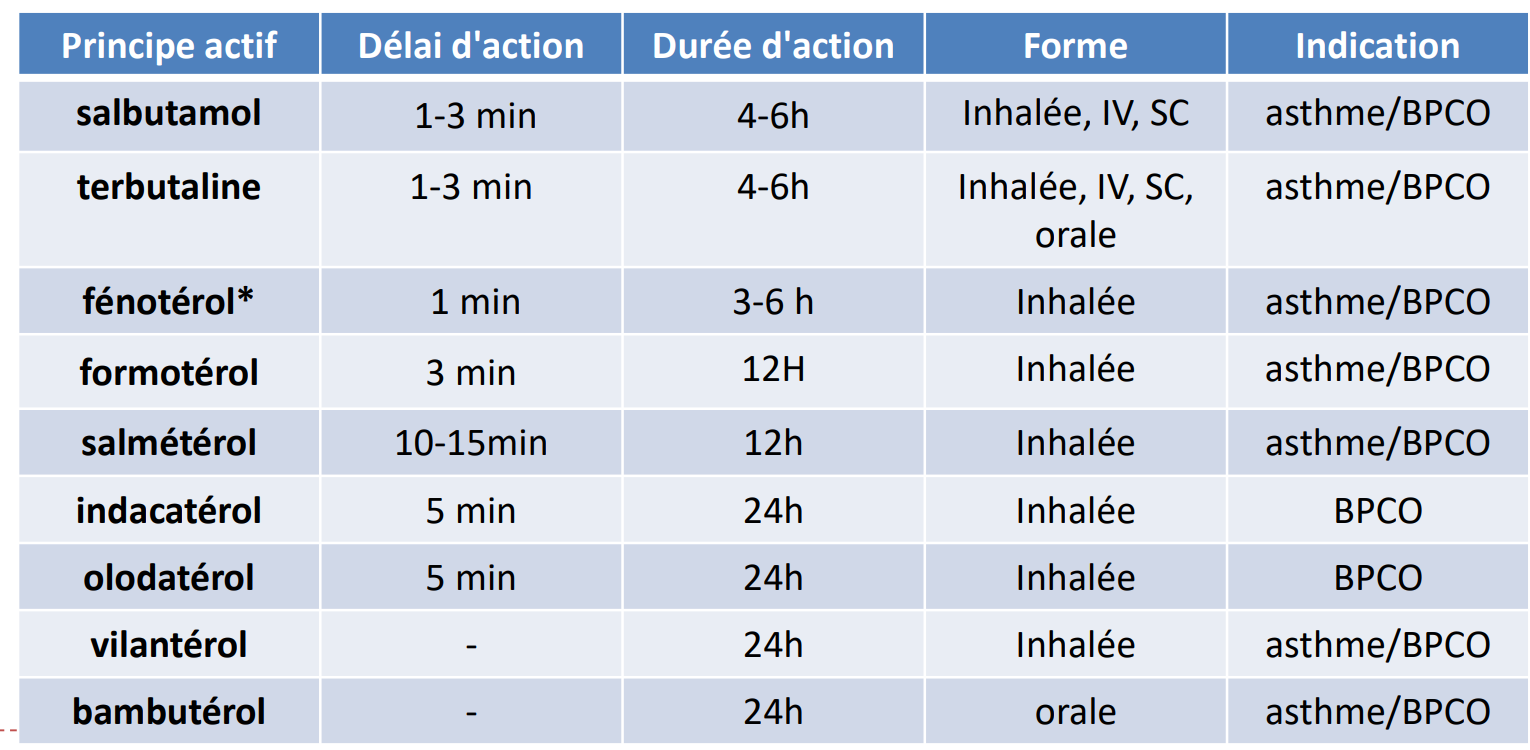 Principe actif Délai d'action Durée d'action Forme Indication
salbutamol 1-3 min 4-6h Inhalée, IV, SC asthme/BPCO
terbutaline 1-3 min 4-6h Inhalée, IV, SC, asthme/BPCO
orale
fénotérol* 1 min 3-6 h Inhalée asthme/BPCO
formotérol 3 min 12H Inhalée asthme/BPCO
salmétérol 10-15min 12h Inhalée asthme/BPCO
indacatérol 5 min 24h Inhalée BPCO
olodatérol 5 min 24h Inhalée BPCO
vilantérol - 24h Inhalée asthme/BPCO
bambutérol - 24h orale asthme/BPCO